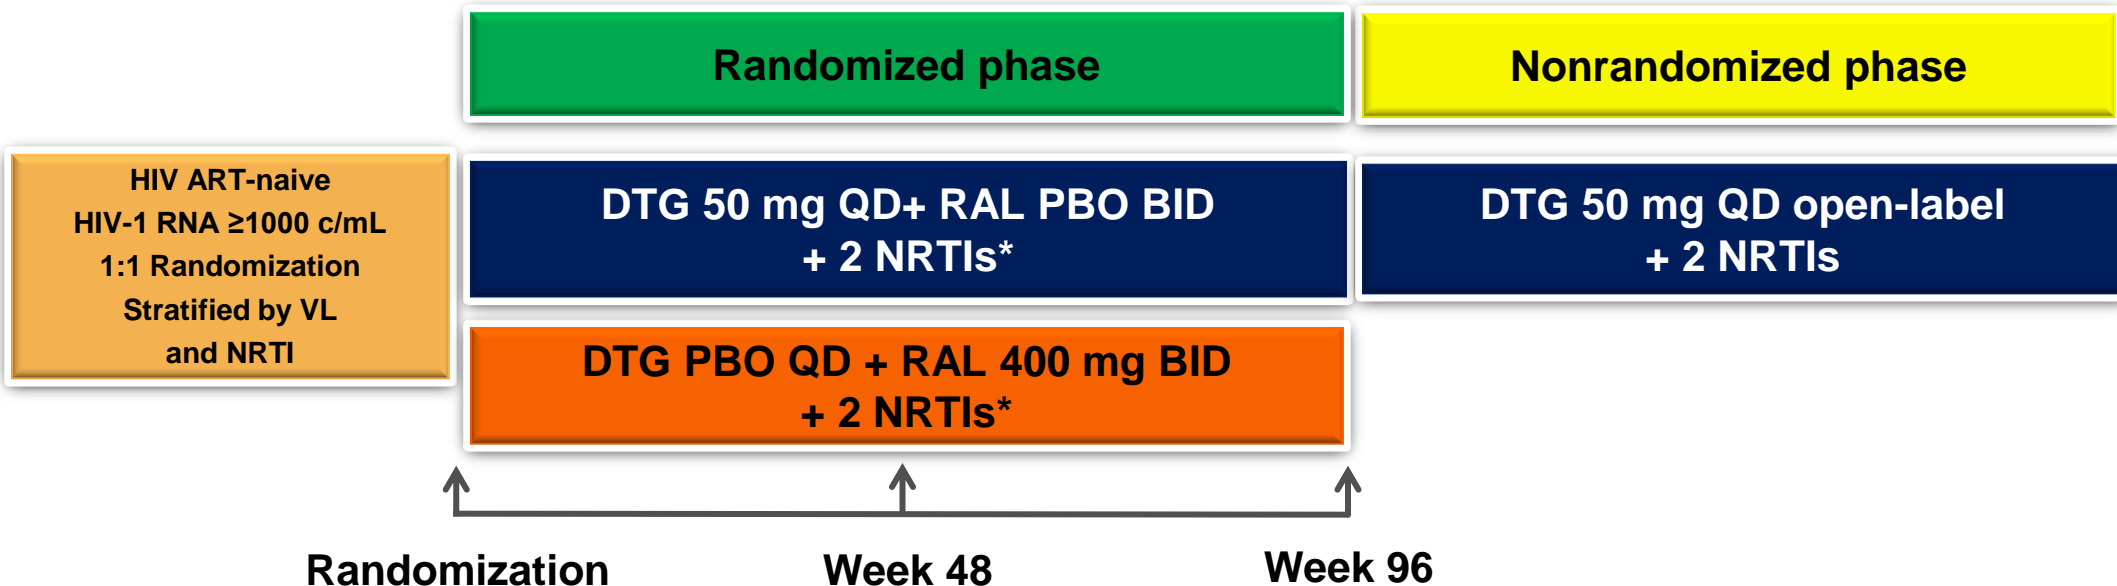 Randomized phase
Nonrandomized phase
HIV ART-naive
HIV-1 RNA ≥1000 c/mL
1:1 Randomization
Stratified by VL
and NRTI
DTG 50 mg QD+ RAL PBO BID
+ 2 NRTIs*
DTG 50 mg QD open-label
+ 2 NRTIs
DTG PBO QD + RAL 400 mg BID
+ 2 NRTIs*
Randomization
Week 48
Week 96